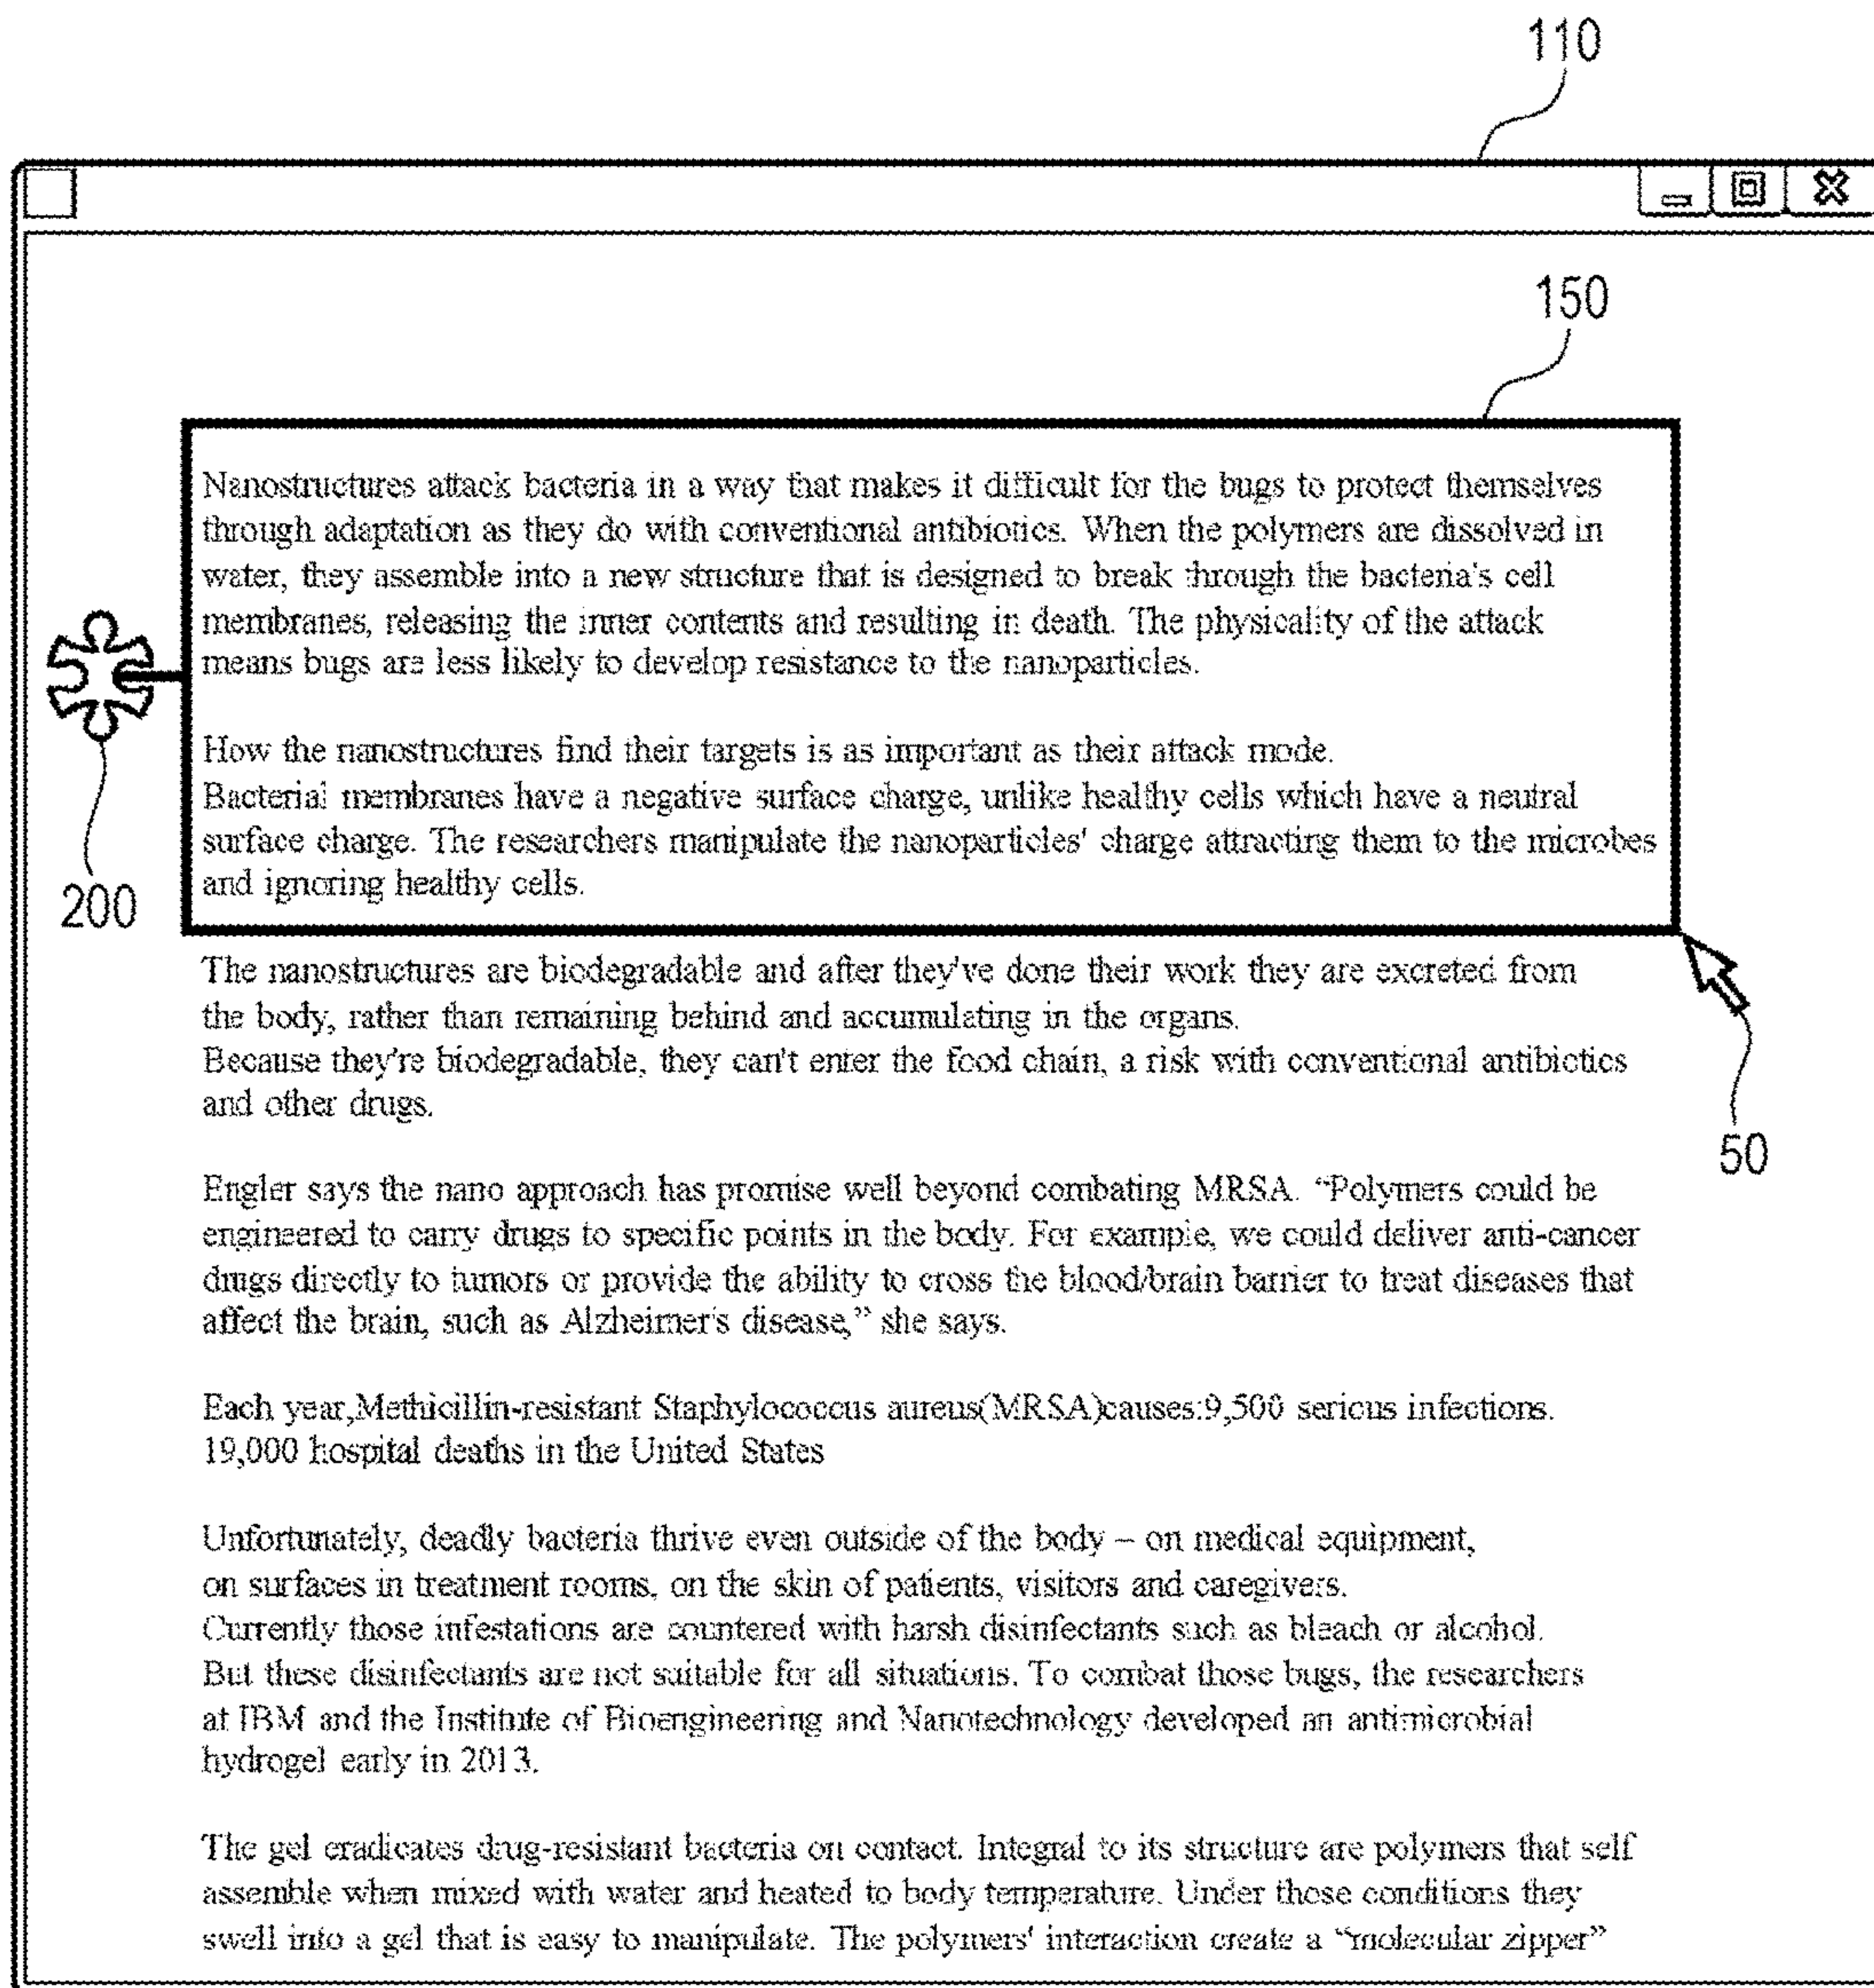 110
150
Nanostructures attack bacteria in a way that makes it difficult for the bugs to protect themselves
through adaptation as they do with conventional antibiotics. When the polymers are dissolved in
water, they assemble into a new structure that is designed to break through the bacteria's cell
membranes, releasing the inner contents and resulting in death. The physicality of the attack
means bugs are less likely to develop resistance to the nanoparticles.
How the nanostructures find their targets is as important as their attack mode.
Bacterial membranes have a negative surface charge, unlike healthy cells which have a neutral
surface charge. The researchers manipulate the nanoparticles' charge attracting them to the microbes
and ignoring healthy cells.
200
The nanostructures are biodegradable and after they've done their work they are excreted from
the body, rather than remaining behind and accumulating in the organs.
Because they're biodegradable, they can't enter the food chain, a risk with conventional antibiotics
and other drugs.
50
Engler says the nano approach has promise well beyond combating MRSA. “Polymers could be
engineered to carry drugs to specific points in the body. For example, we could deliver anti-cancer
drugs directly to tumors or provide the ability to cross the blood/brain barrier to treat diseases that
affect the brain, such as Alzheimer's disease,” she says.
Each year,Methicillin-resistant Staphylococcus aureus(MRSA)causes:9,500 serious infections.
19,000 hospital deaths in the United States
Unfortunately, deadly bacteria thrive even outside of the body – on medical equipment,
on surfaces in treatment rooms, on the skin of patients, visitors and caregivers.
Currently those infestations are countered with harsh disinfectants such as bleach or alcohol.
But these disinfectants are not suitable for all situations. To combat those bugs, the researchers
at IBM and the Institute of Bioengineering and Nanotechnology developed an antimicrobial
hydrogel early in 2013.
The gel eradicates drug-resistant bacteria on contact. Integral to its structure are polymers that self
assemble when mixed with water and heated to body temperature. Under those conditions they
swell into a gel that is easy to manipulate. The polymers' interaction create a “molecular zipper”